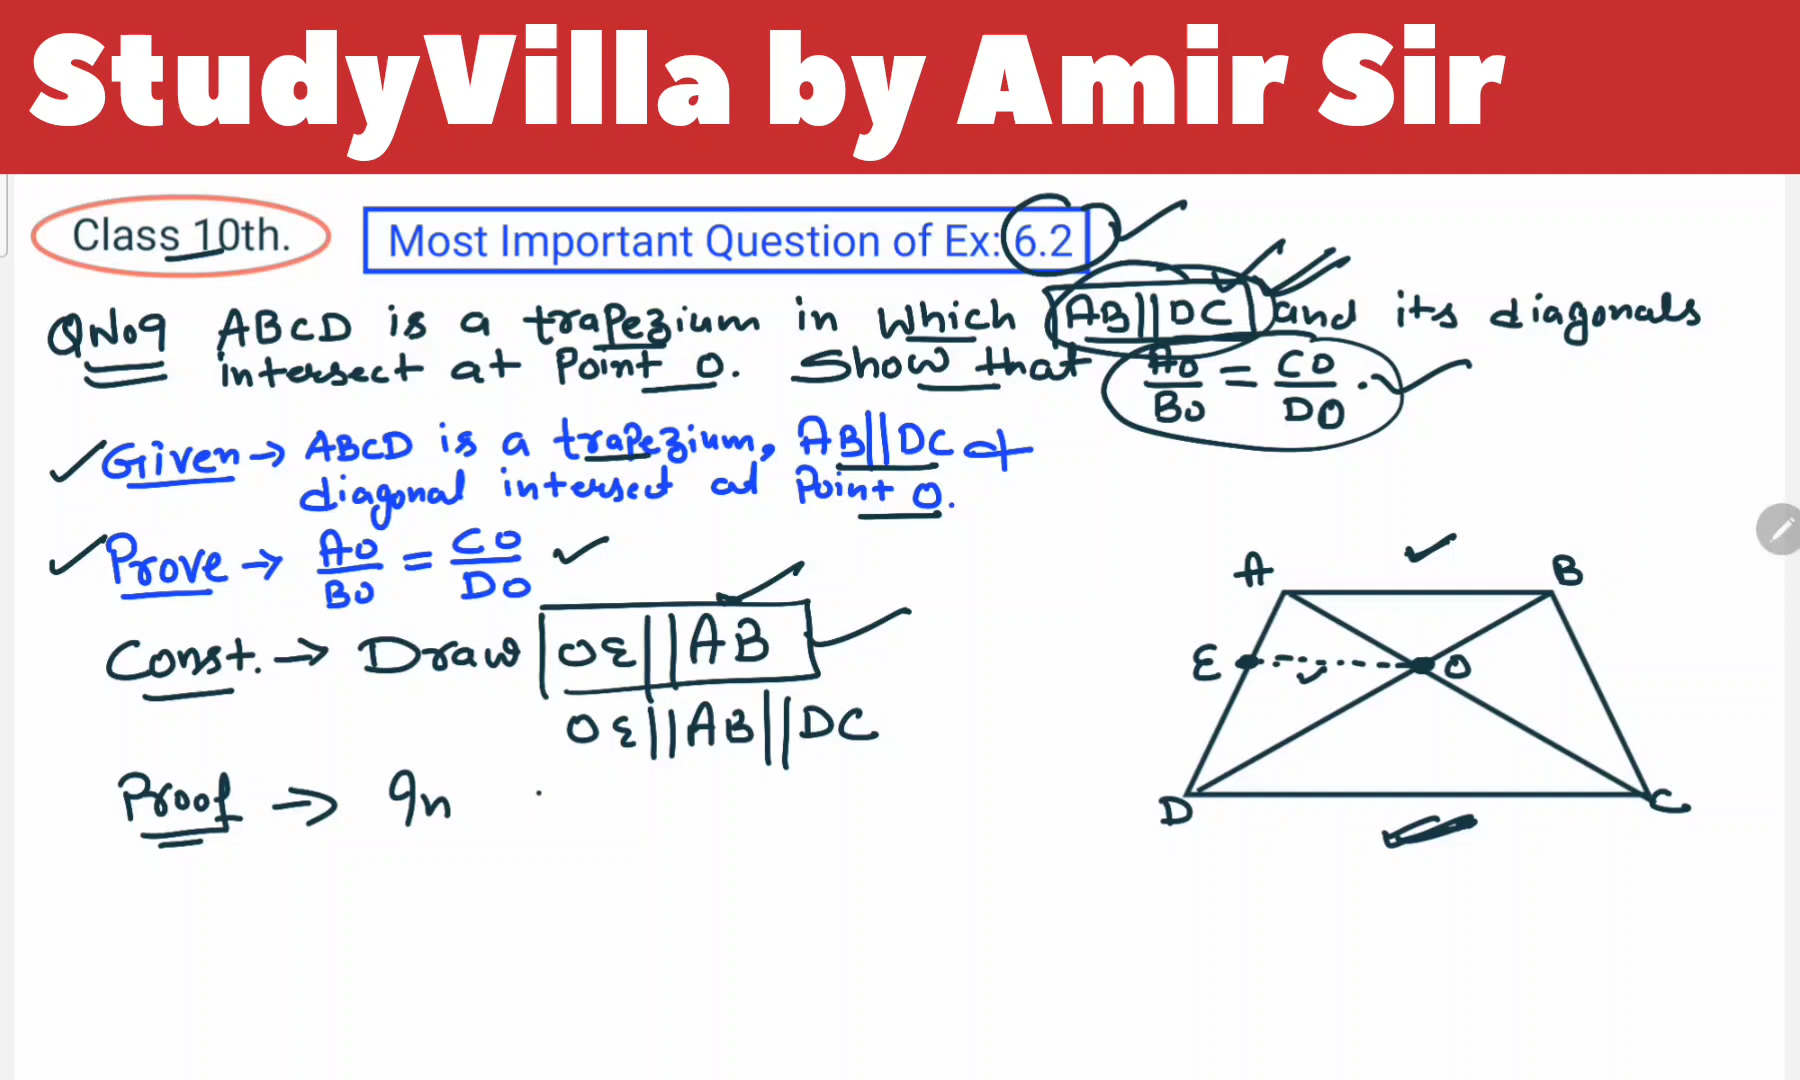 StudyVilla by Amir Sir
Class 10th.
Most Important Question of Ex: 6.2
QNo9 ABCD is a trapezium in which AB||DC and its diagonals
intersect at Point O. Show that AO/BO = CO/DO.
Given → ABCD is a trapezium, AB||DC &
diagonal intersect at Point O.
Prove → AO/BO = CO/DO
Const. → Draw OE||AB
OE||AB||DC
Proof → In
A
B
E
O
D
C